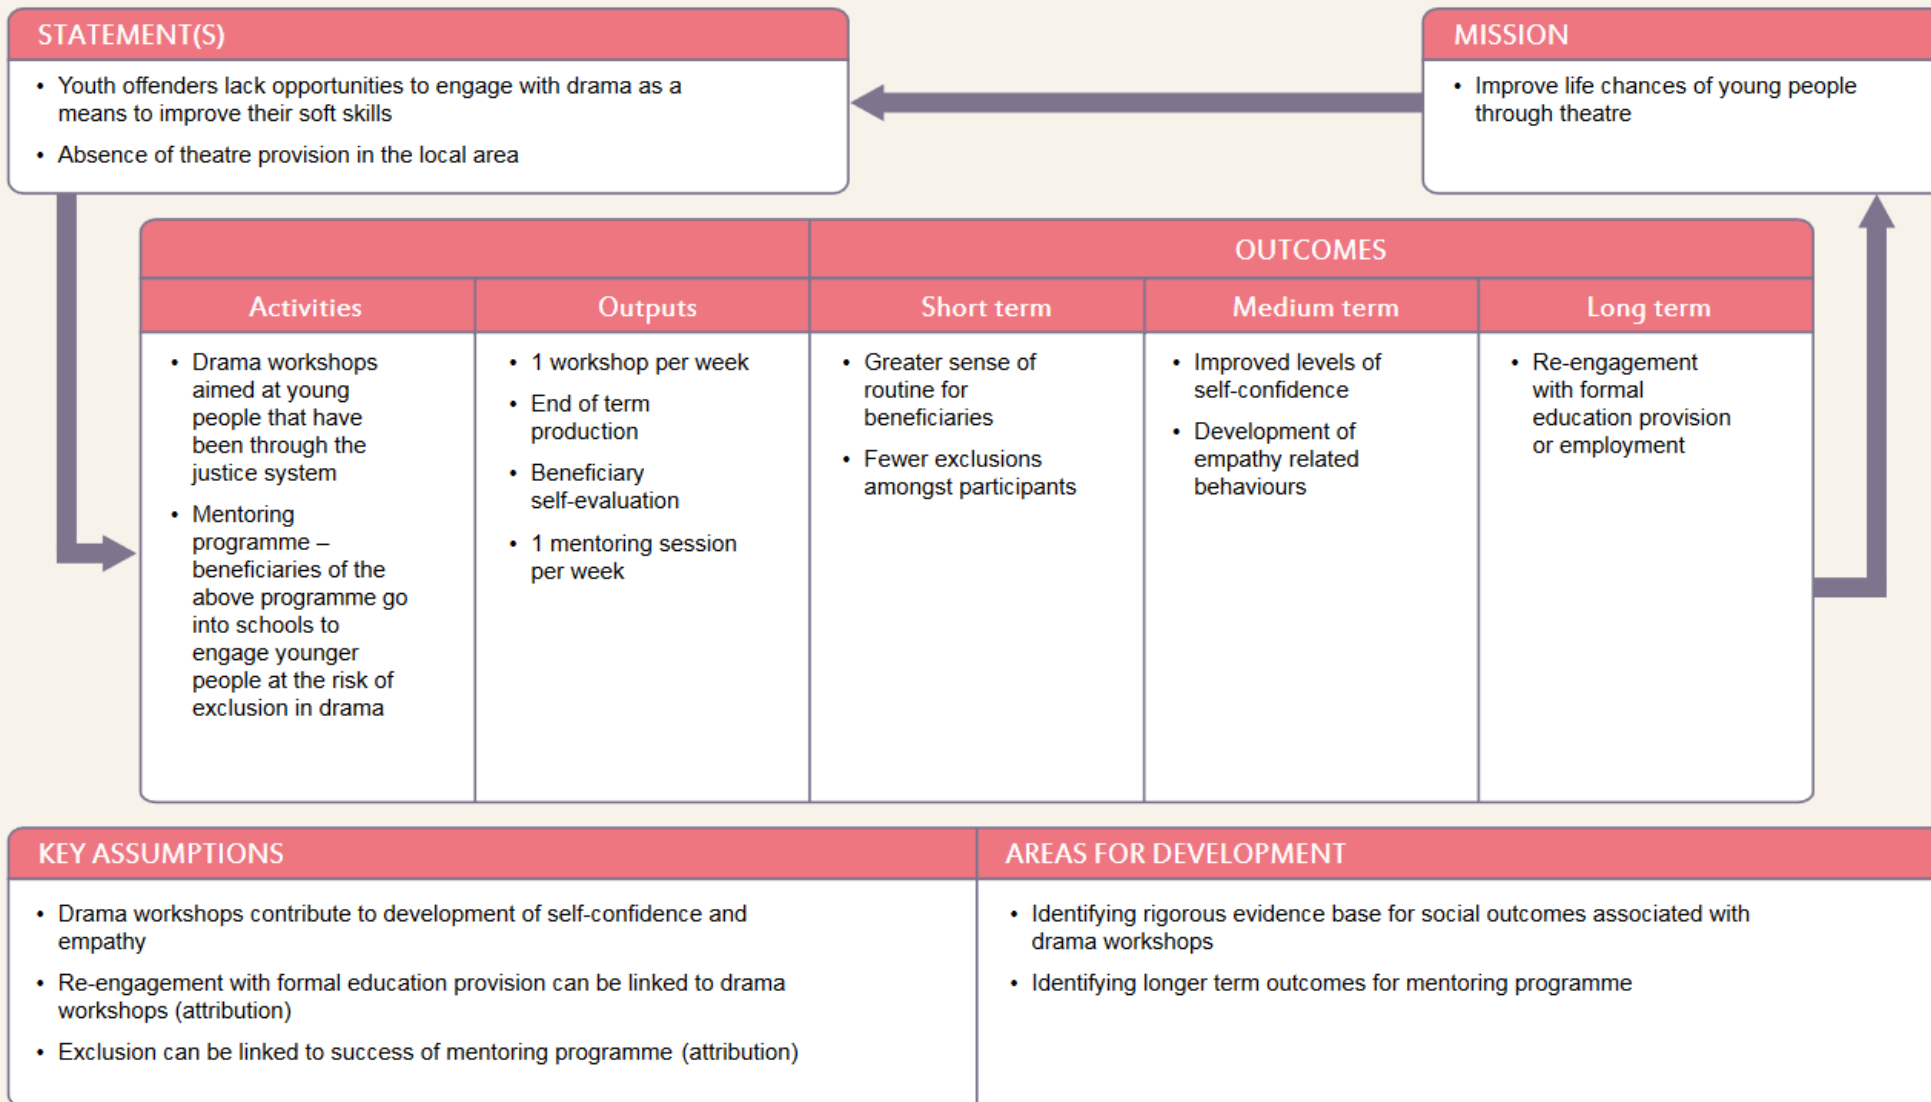 STATEMENT(S)
• Youth offenders lack opportunities to engage with drama as a
means to improve their soft skills
• Absence of theatre provision in the local area
MISSION
• Improve life chances of young people
through theatre
OUTCOMES
Activities
Outputs
Short term
Medium term
Long term
• Drama workshops
aimed at young
people that have
been through the
justice system
• Mentoring
programme –
beneficiaries of the
above programme go
into schools to
engage younger
people at the risk of
exclusion in drama
• 1 workshop per week
• End of term
production
• Beneficiary
self-evaluation
• 1 mentoring session
per week
• Greater sense of
routine for
beneficiaries
• Fewer exclusions
amongst participants
• Improved levels of
self-confidence
• Development of
empathy related
behaviours
• Re-engagement
with formal
education provision
or employment
KEY ASSUMPTIONS
• Drama workshops contribute to development of self-confidence and
empathy
• Re-engagement with formal education provision can be linked to drama
workshops (attribution)
• Exclusion can be linked to success of mentoring programme (attribution)
AREAS FOR DEVELOPMENT
• Identifying rigorous evidence base for social outcomes associated with
drama workshops
• Identifying longer term outcomes for mentoring programme